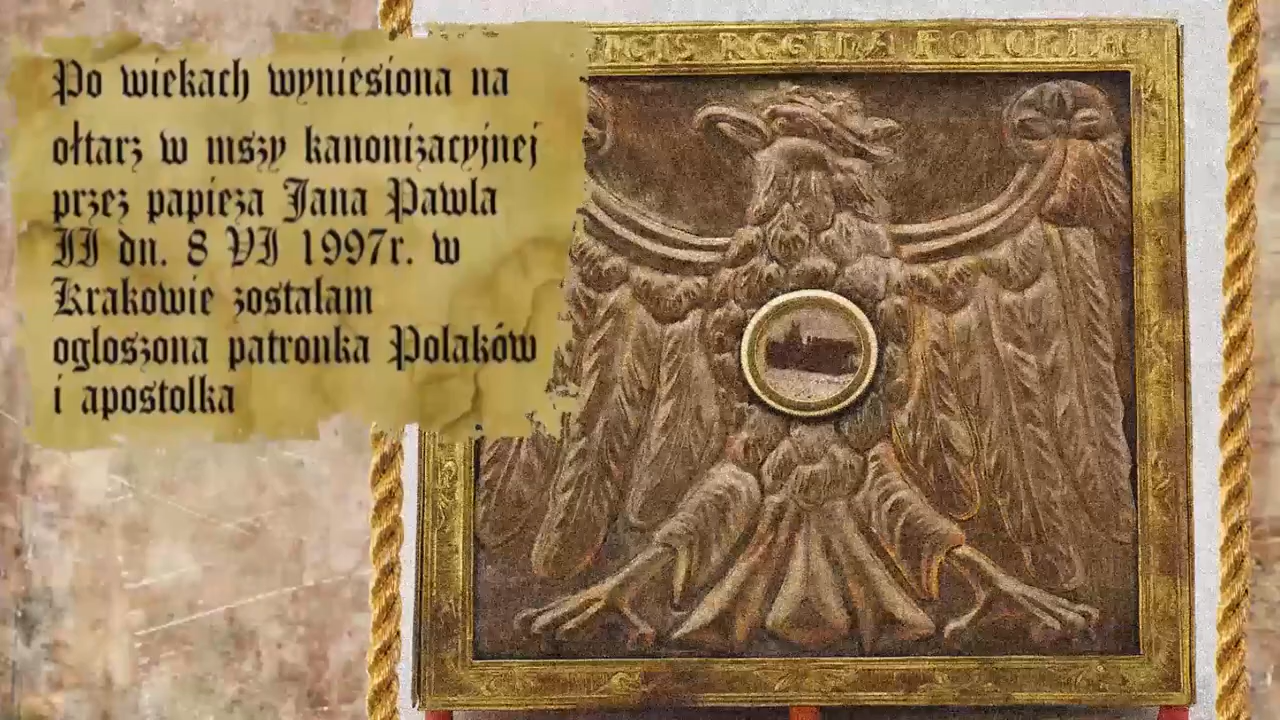 Po wiekach wyniesiona na
ołtarz w mszy kanonizacyjnej
przez papieza Jana Pawla
II dn. 8 VI 1997r. w
Krakowie zostalam
ogloszona patronka Polaków
i apostolka
REGINA POLONIA